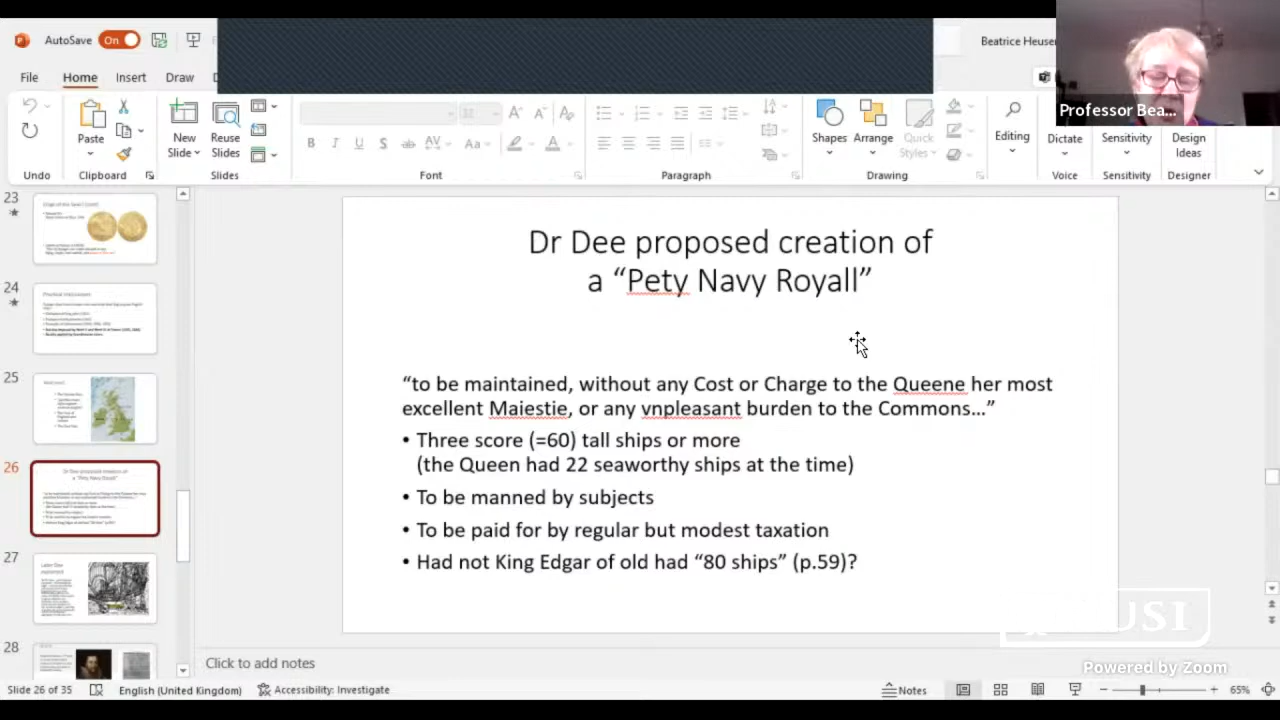 AutoSave On
Beatrice Heuser
Professor Bea...
File Home Insert Draw
Paste
New Slide
Reuse Slides
Shapes Arrange Quick Styles
Editing
Dictate
Sensitivity
Design Ideas
Undo Clipboard Slides Font Paragraph Drawing Voice Sensitivity Designer
23
24
25
26
27
28
Dr Dee proposed creation of
a “Pety Navy Royall”
“to be maintained, without any Cost or Charge to the Queene her most
excellent Maiestie, or any vnpleasant burden to the Commons...”
• Three score (=60) tall ships or more
(the Queen had 22 seaworthy ships at the time)
• To be manned by subjects
• To be paid for by regular but modest taxation
• Had not King Edgar of old had “80 ships” (p.59)?
Click to add notes
RUSI
Powered by Zoom
Slide 26 of 35 English (United Kingdom) Accessibility: Investigate Notes 65%